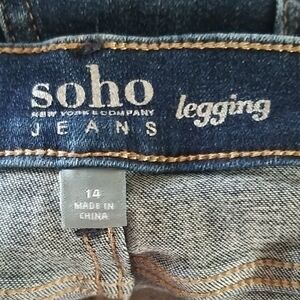 soho
NEW YORK & COMPANY
JEANS
legging
14
MADE IN
CHINA